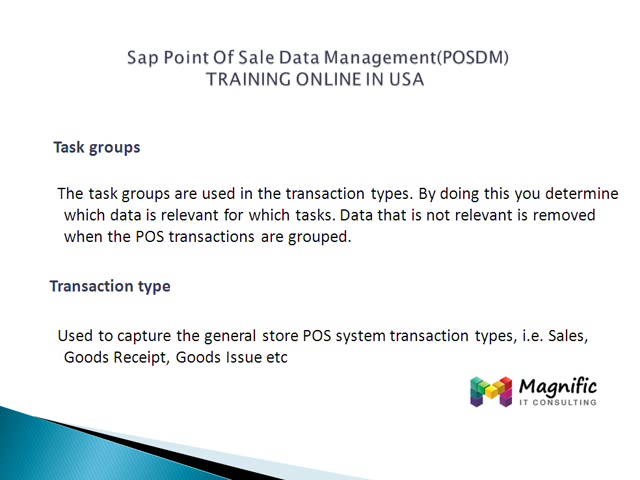 Sap Point Of Sale Data Management(POSDM)
TRAINING ONLINE IN USA
Task groups
The task groups are used in the transaction types. By doing this you determine
which data is relevant for which tasks. Data that is not relevant is removed
when the POS transactions are grouped.
Transaction type
Used to capture the general store POS system transaction types, i.e. Sales,
Goods Receipt, Goods Issue etc
Magnific
IT CONSULTING